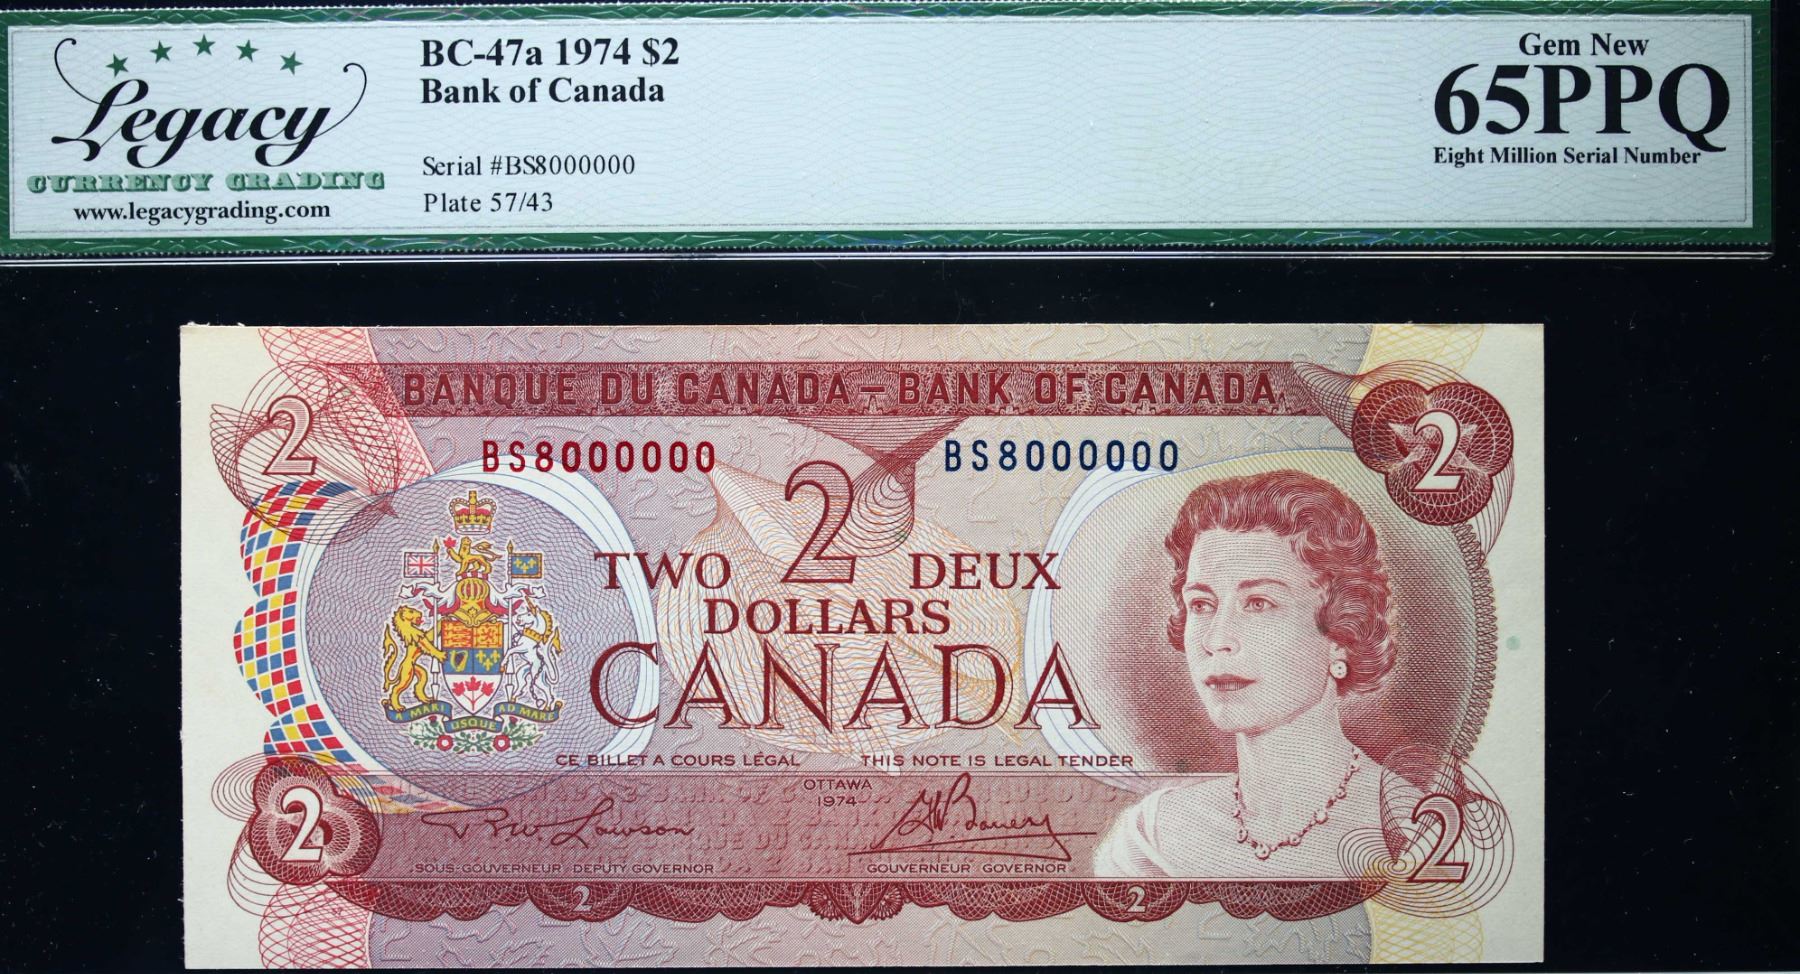 Legacy
CURRENCY GRADING
www.legacygrading.com
BC-47a 1974 $2
Bank of Canada
Serial #BS8000000
Plate 57/43
Gem New
65PPQ
Eight Million Serial Number
BANQUE DU CANADA – BANK OF CANADA
2
2
BS8000000
BS8000000
2
TWO DEUX
DOLLARS
CANADA
A MARI USQUE AD MARE
CE BILLET A COURS LÉGAL THIS NOTE IS LEGAL TENDER
OTTAWA
1974
R.W. Lawson
G.K. Bouey
SOUS-GOUVERNEUR DEPUTY GOVERNOR
GOUVERNEUR GOVERNOR
2
2
2
2